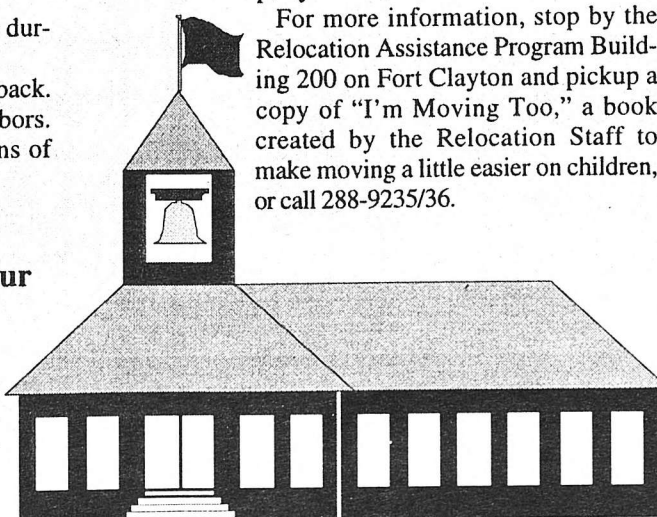 dur-
back.
bors.
ns of
ur
For more information, stop by the
Relocation Assistance Program Build-
ing 200 on Fort Clayton and pickup a
copy of “I’m Moving Too,” a book
created by the Relocation Staff to
make moving a little easier on children,
or call 288-9235/36.